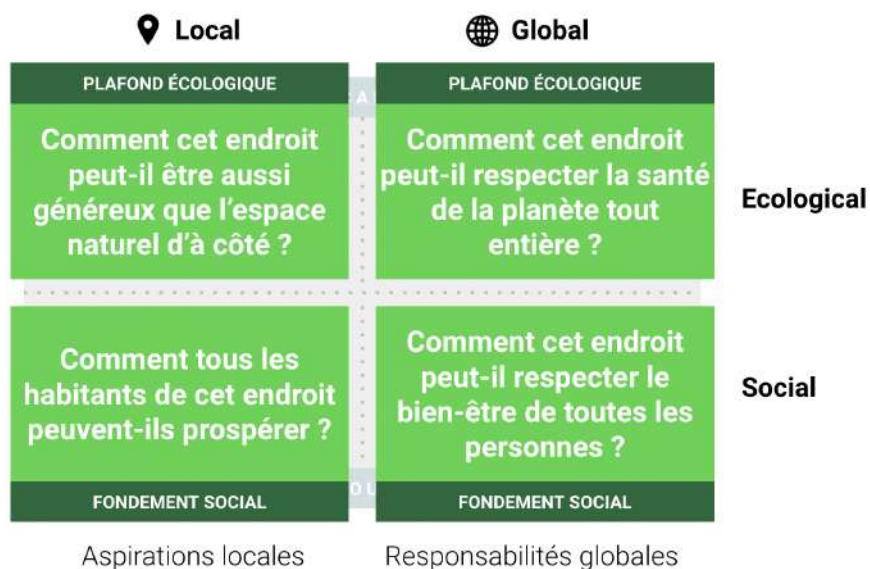 Local
Global
PLAFOND ÉCOLOGIQUE
PLAFOND ÉCOLOGIQUE
Comment cet endroit
peut-il être aussi
généreux que l'espace
naturel d'à côté ?
Comment cet endroit
peut-il respecter la santé
de la planète tout
entière ?
Ecological
Comment tous les
habitants de cet endroit
peuvent-ils prospérer ?
Comment cet endroit
peut-il respecter le
bien-être de toutes les
personnes ?
Social
FONDEMENT SOCIAL
FONDEMENT SOCIAL
Aspirations locales
Responsabilités globales